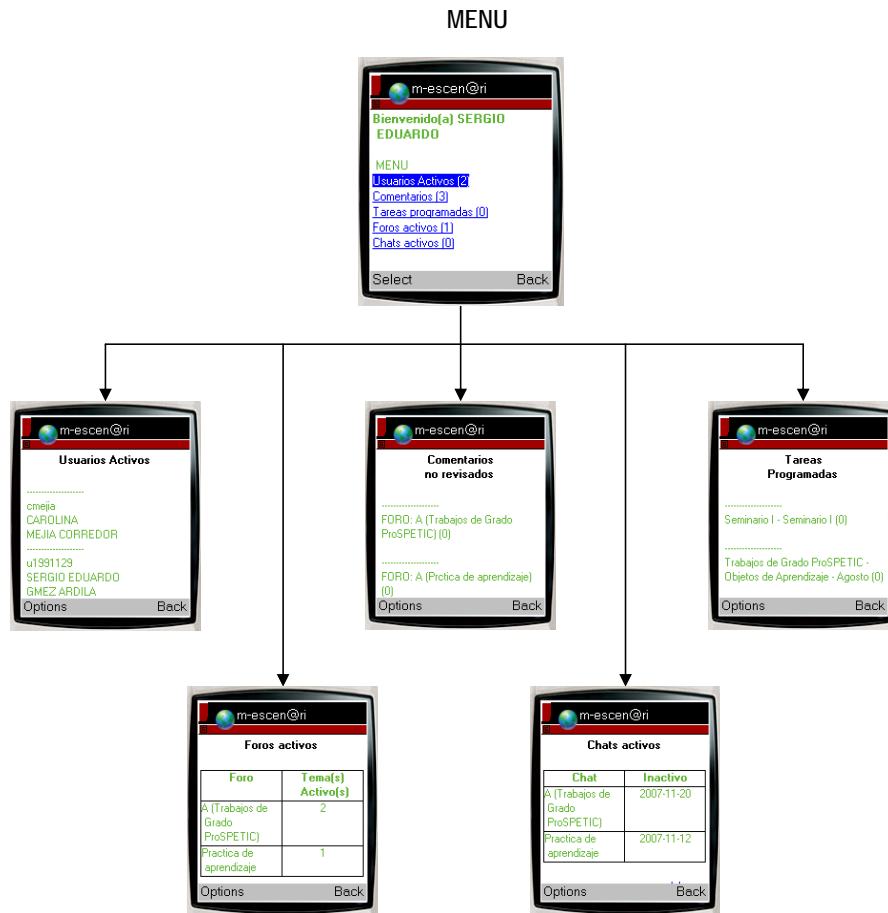 MENU
m-escen@ri
Bienvenido(a) SERGIO
EDUARDO
MENU
Usuarios Activos (2)
Comentarios (3)
Tareas programadas (0)
Foros activos (1)
Chats activos (0)
Select Back
m-escen@ri
Usuarios Activos
--------------------
cmejia
CAROLINA
MEJIA CORREDOR
--------------------
u1991129
SERGIO EDUARDO
GMEZ ARDILA
Options Back
m-escen@ri
Comentarios
no revisados
--------------------
FORO: A (Trabajos de Grado
ProSPETIC) (0)
--------------------
FORO: A (Prctica de aprendizaje)
(0)
Options Back
m-escen@ri
Tareas
Programadas
--------------------
Seminario I - Seminario I (0)
--------------------
Trabajos de Grado ProSPETIC -
Objetos de Aprendizaje - Agosto (0)
Options Back
m-escen@ri
Foros activos
Foro Tema(s)
Activo(s)
A (Trabajos de 2
Grado
ProSPETIC)
Practica de 1
aprendizaje
Options Back
m-escen@ri
Chats activos
Chat Inactivo
A (Trabajos de 2007-11-20
Grado
ProSPETIC)
Practica de 2007-11-12
aprendizaje
Options Back